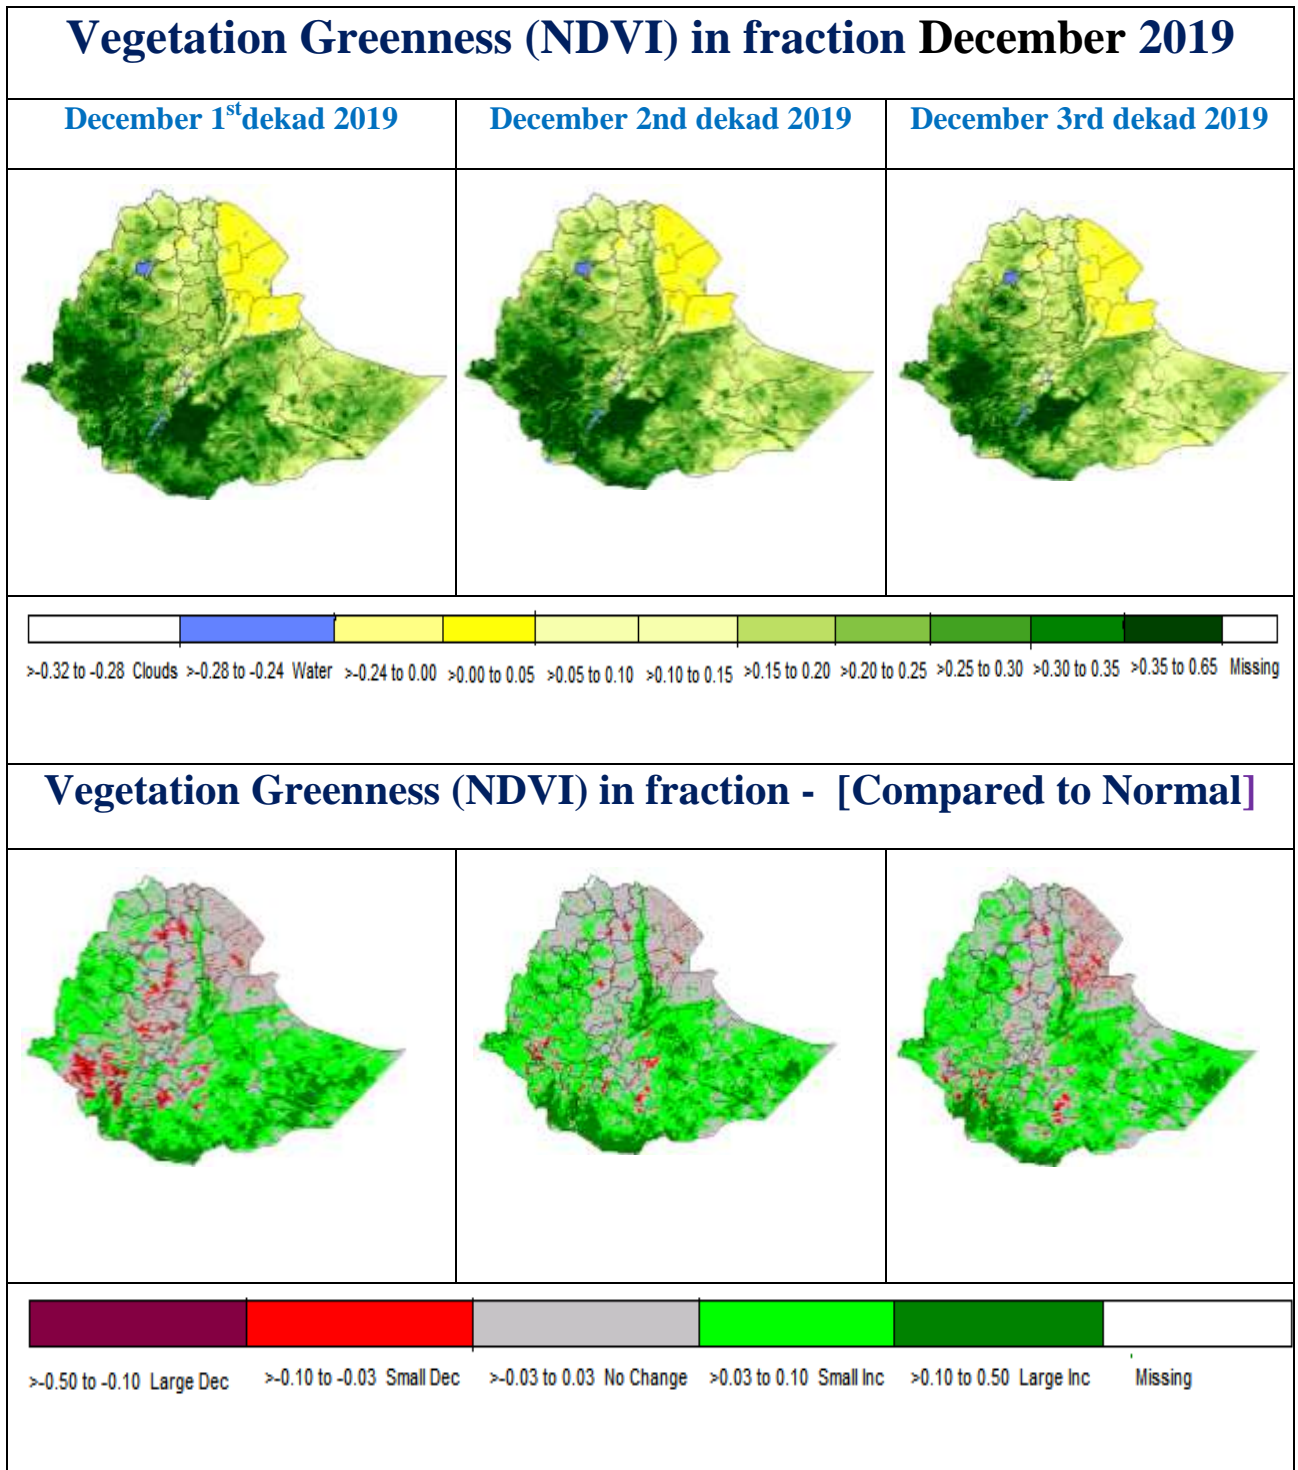 Vegetation Greenness (NDVI) in fraction December 2019
December 1stdekad 2019
December 2nd dekad 2019
December 3rd dekad 2019
>-0.32 to -0.28 Clouds >-0.28 to -0.24 Water >-0.24 to 0.00 >0.00 to 0.05 >0.05 to 0.10 >0.10 to 0.15 >0.15 to 0.20 >0.20 to 0.25 >0.25 to 0.30 >0.30 to 0.35 >0.35 to 0.65 Missing
Vegetation Greenness (NDVI) in fraction - [Compared to Normal]
>-0.50 to -0.10 Large Dec >-0.10 to -0.03 Small Dec >-0.03 to 0.03 No Change >0.03 to 0.10 Small Inc >0.10 to 0.50 Large Inc Missing